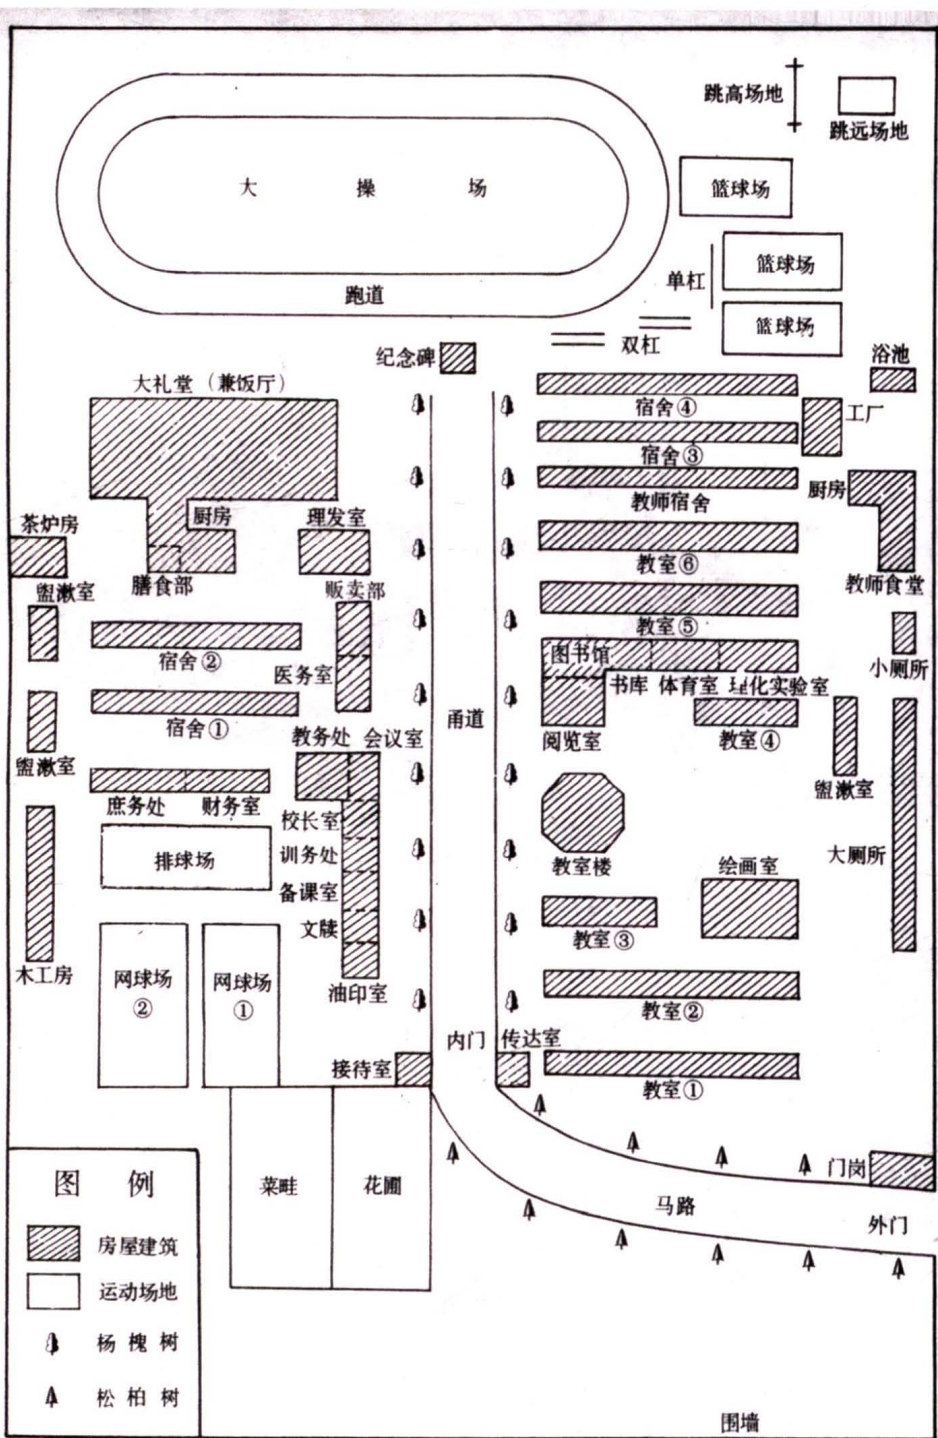 跳高场地
跳远场地
大操场
篮球场
篮球场
单杠
跑道
篮球场
双杠
纪念碑
浴池
大礼堂（兼饭厅）
宿舍④
工厂
宿舍③
厨房
教师宿舍
茶炉房
厨房
理发室
教室⑥
盥漱室
膳食部
贩卖部
教师食堂
教室⑤
宿舍②
图书馆
小厕所
医务室
书库 体育室 理化实验室
宿舍①
甬道
教务处 会议室
阅览室
教室④
盥漱室
盥漱室
庶务处
财务室
校长室
排球场
训务处
教室楼
绘画室
大厕所
备课室
文牍
教室③
木工房
网球场
②
网球场
①
油印室
教室②
内门
传达室
接待室
教室①
门岗
图例
菜畦
花圃
马路
外门
房屋建筑
运动场地
杨槐树
松柏树
围墙